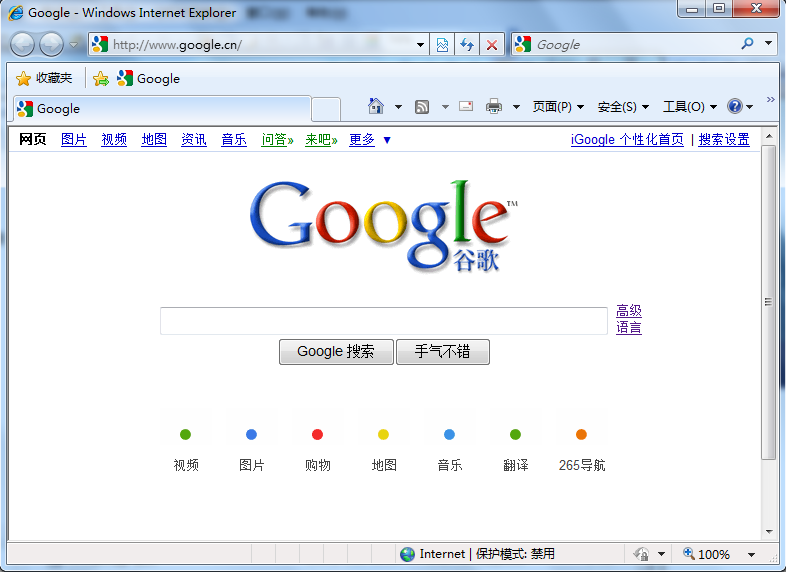 Google - Windows Internet Explorer
http://www.google.cn/
Google
收藏夹
Google
Google
页面(P)
安全(S)
工具(O)
网页 图片 视频 地图 资讯 音乐 问答» 来吧» 更多 ▼
iGoogle 个性化首页 | 搜索设置
Google™
谷歌
高级
语言
Google 搜索
手气不错
视频 图片 购物 地图 音乐 翻译 265导航
Internet | 保护模式: 禁用
100%